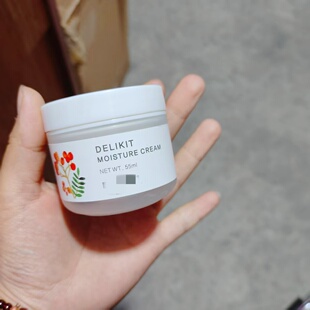 DELIKIT
MOISTURE CREAM
NET WT. 55ml